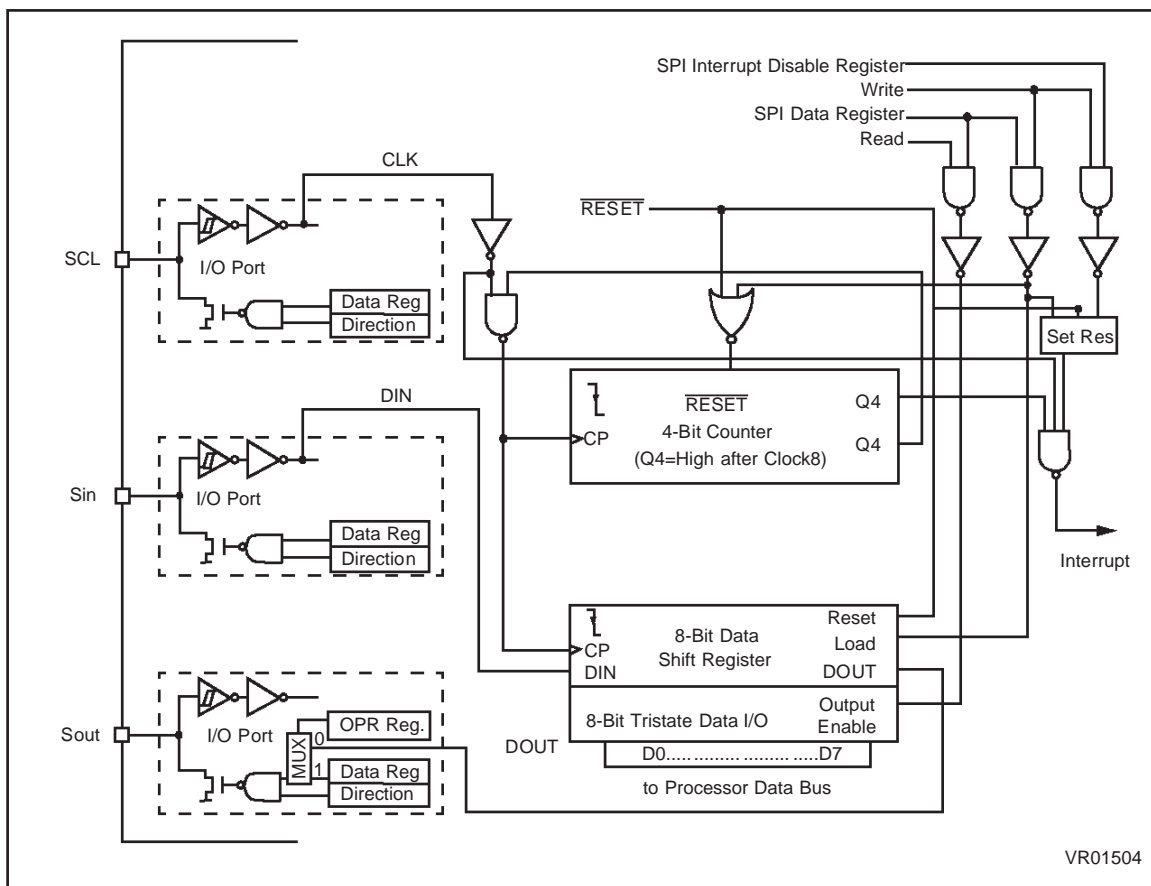 SPI Interrupt Disable Register
Write
SPI Data Register
Read
CLK
RESET
SCL
I/O Port
Data Reg
Direction
Set Res
DIN
RESET
4-Bit Counter
(Q4=High after Clock8)
CP
Q4
Q4
Sin
I/O Port
Data Reg
Direction
Interrupt
CP
DIN
8-Bit Data
Shift Register
Reset
Load
DOUT
8-Bit Tristate Data I/O
Output
Enable
Sout
I/O Port
OPR Reg.
MUX
0
1
Data Reg
Direction
DOUT
D0..... ......... ......... .....D7
to Processor Data Bus
VR01504